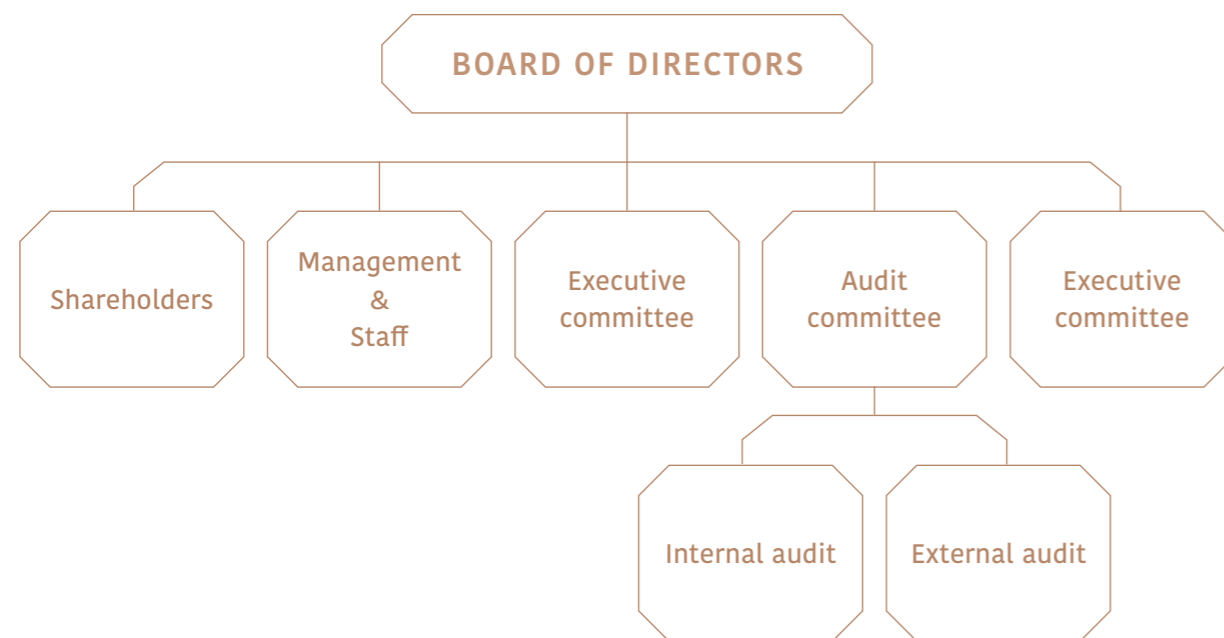 BOARD OF DIRECTORS
Shareholders
Management
&
Staff
Executive
committee
Audit
committee
Executive
committee
Internal audit
External audit